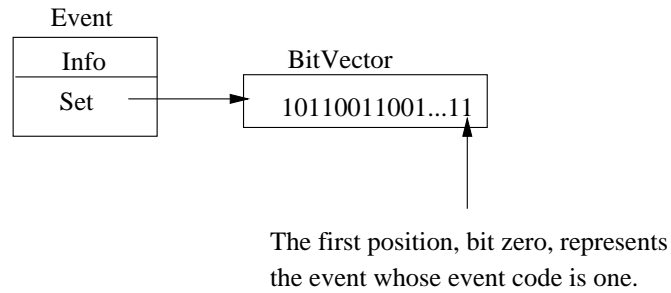 Event
Info
BitVector
Set
10110011001...11
The first position, bit zero, represents
the event whose event code is one.